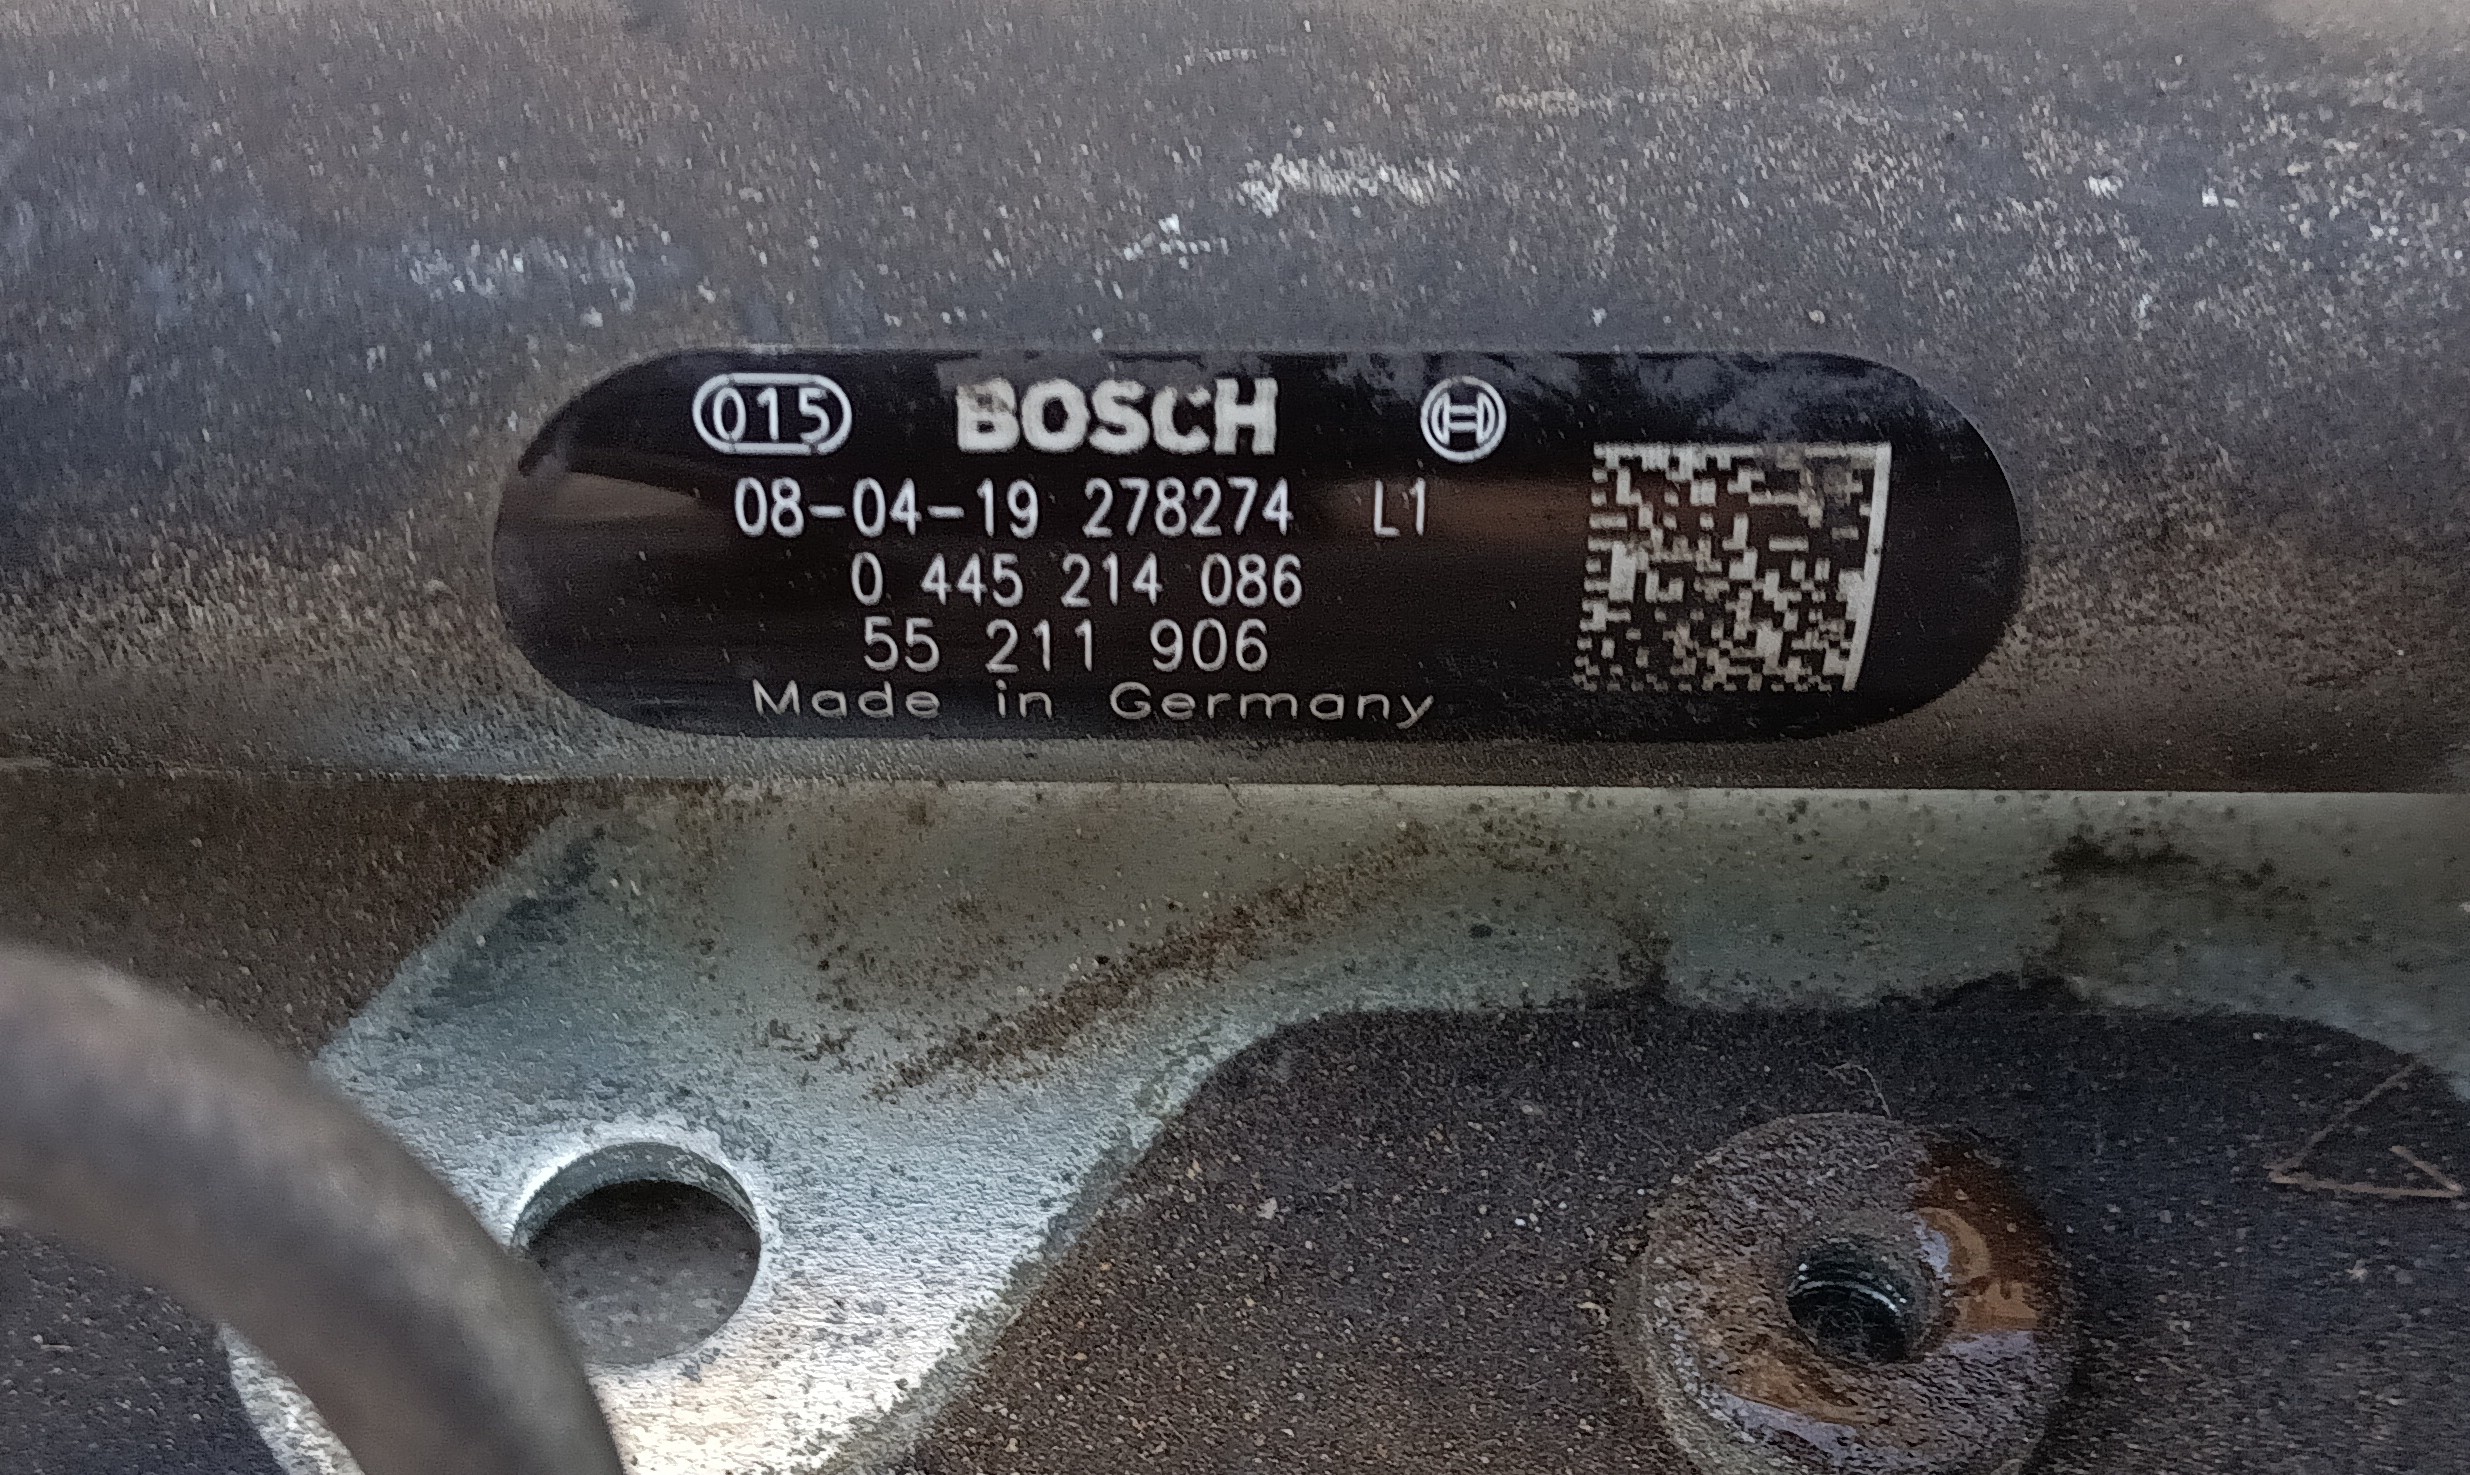 015 BOSCH
08-04-19 278274 L1
0 445 214 086
55 211 906
Made in Germany